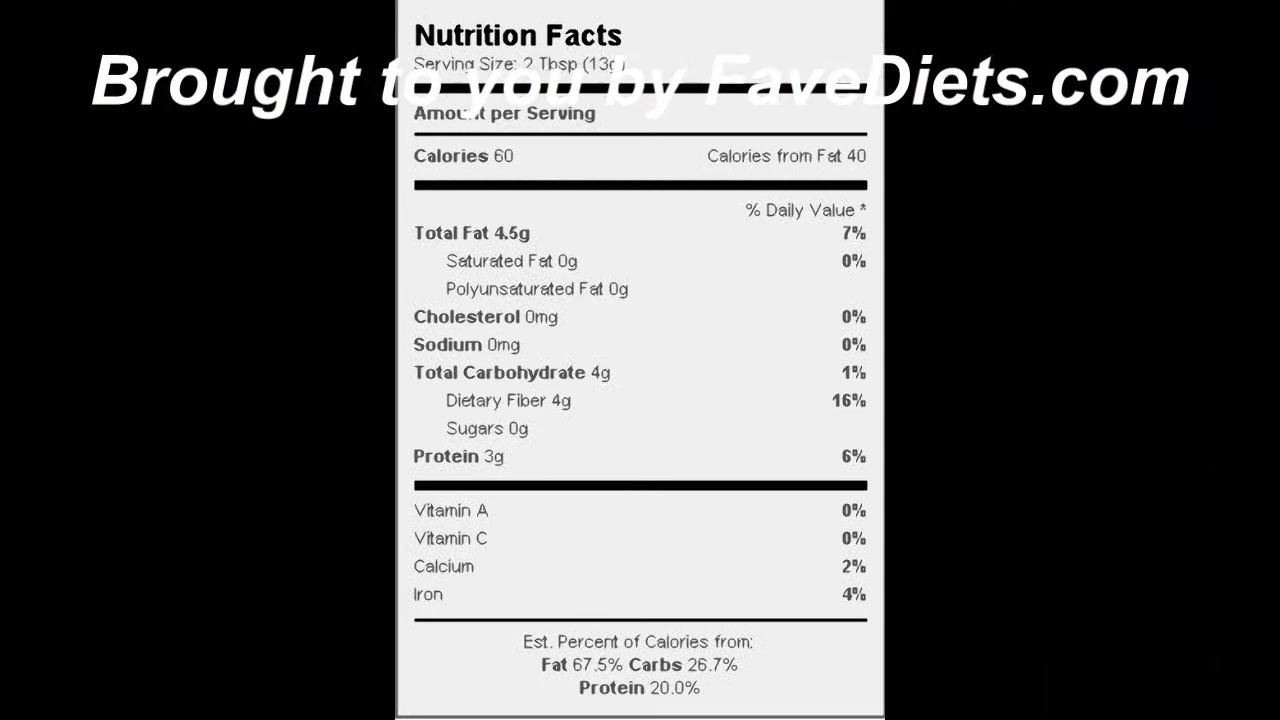 Nutrition Facts
Serving Size: 2 Tbsp (13g)
Brought to you by FaveDiets.com
Amount per Serving
Calories 60 Calories from Fat 40
% Daily Value *
Total Fat 4.5g 7%
Saturated Fat 0g 0%
Polyunsaturated Fat 0g
Cholesterol 0mg 0%
Sodium 0mg 0%
Total Carbohydrate 4g 1%
Dietary Fiber 4g 16%
Sugars 0g
Protein 3g 6%
Vitamin A 0%
Vitamin C 0%
Calcium 2%
Iron 4%
Est. Percent of Calories from:
Fat 67.5% Carbs 26.7%
Protein 20.0%